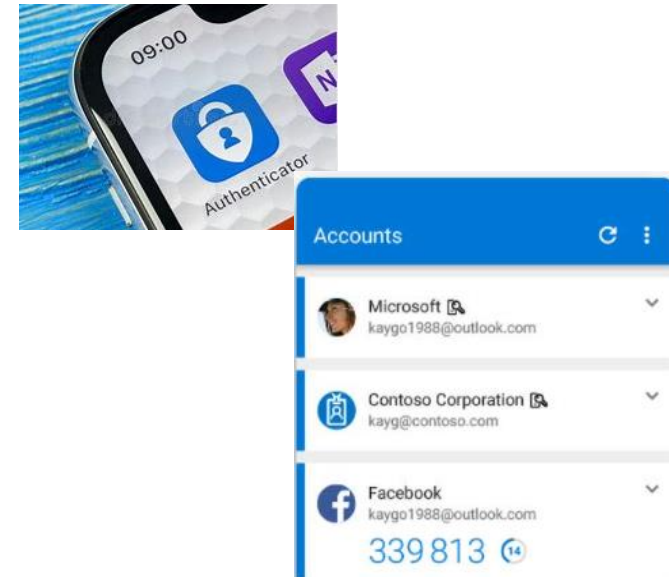 09:00
N
Authenticator
Accounts
Microsoft
kaygo1988@outlook.com
Contoso Corporation
kayg@contoso.com
Facebook
kaygo1988@outlook.com
339 813 14